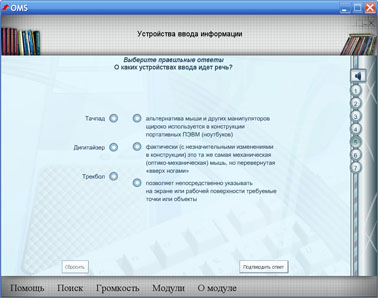 OMS
Устройства ввода информации
Выберите правильные ответы
О каких устройствах ввода идет речь?
Тачпад
альтернатива мыши и других манипуляторов
щироко используется в конструкции
портативных ПЭВМ (ноутбуков)
Дигитайзер
фактически (с незначительными изменениями
в конструкции) это та же самая механическая
(оптико-механическая) мышь, но перевернутая
«вверх ногами»
Трекбол
позволяет непосредственно указывать
на экране или рабочей поверхности требуемые
точки или объекты
1
2
3
4
5
6
7
Сбросить
Подтвердить ответ
Помощь Поиск Громкость Модули О модуле